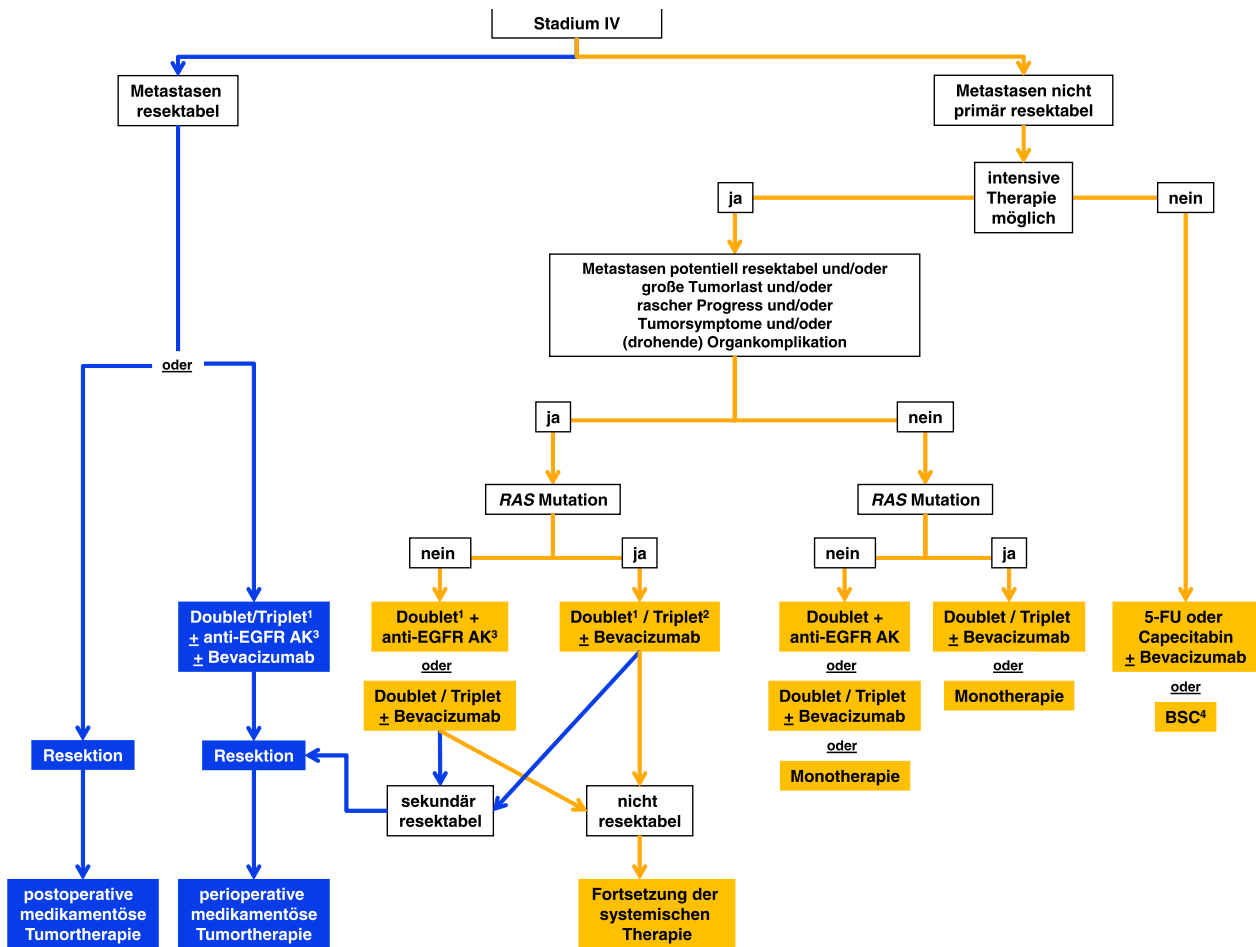 Stadium IV
Metastasen
resektabel
Metastasen nicht
primär resektabel
intensive
Therapie
möglich
ja
nein
Metastasen potentiell resektabel und/oder
große Tumorlast und/oder
rascher Progress und/oder
Tumorsymptome und/oder
(drohende) Organkomplikation
oder
ja
nein
RAS Mutation
RAS Mutation
nein
ja
nein
ja
Doublet/Triplet¹
± anti-EGFR AK³
± Bevacizumab
Doublet¹ +
anti-EGFR AK³
oder
Doublet / Triplet
± Bevacizumab
Doublet¹ / Triplet²
± Bevacizumab
Doublet +
anti-EGFR AK
oder
Doublet / Triplet
± Bevacizumab
oder
Monotherapie
Doublet / Triplet
± Bevacizumab
oder
Monotherapie
5-FU oder
Capecitabin
± Bevacizumab
oder
BSC⁴
Resektion
Resektion
sekundär
resektabel
nicht
resektabel
postoperative
medikamentöse
Tumortherapie
perioperative
medikamentöse
Tumortherapie
Fortsetzung der
systemischen
Therapie